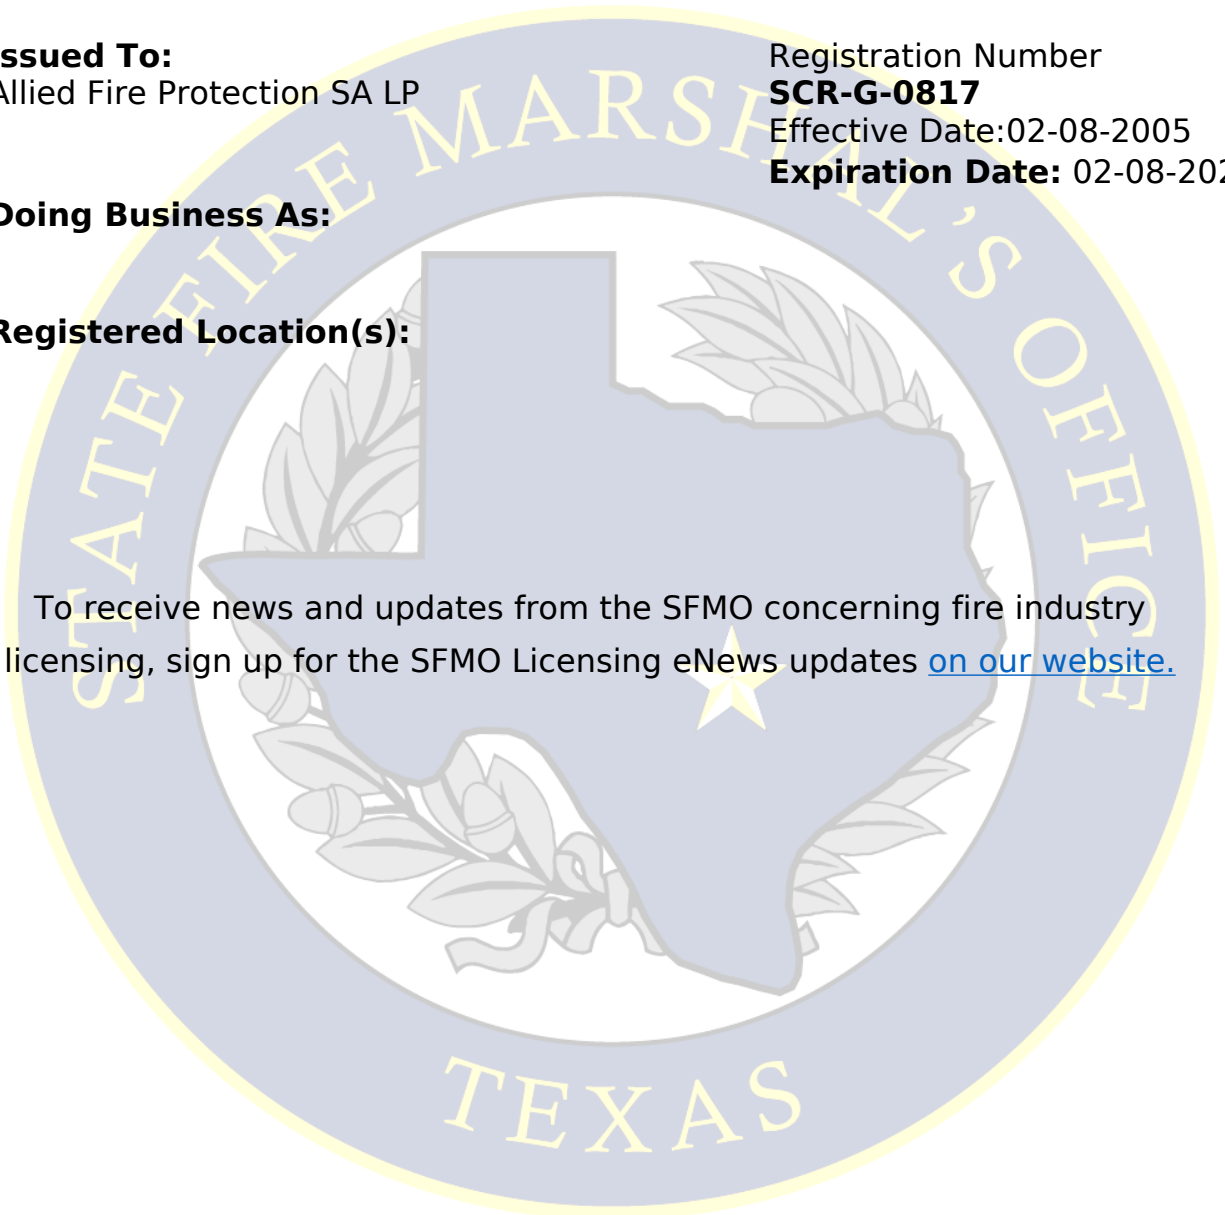 ssued To:
Allied Fire Protection SA LP
Registration Number
SCR-G-0817
Effective Date:02-08-2005
Expiration Date: 02-08-202
Doing Business As:
Registered Location(s):
To receive news and updates from the SFMO concerning fire industry
licensing, sign up for the SFMO Licensing eNews updates on our website.
STATE FIRE MARSHAL'S OFFICE
TEXAS